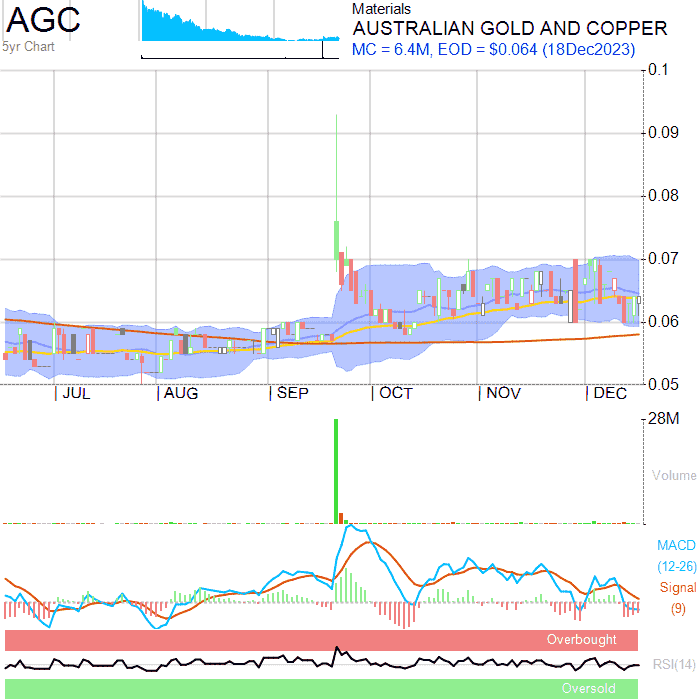 AGC
5yr Chart
Materials
AUSTRALIAN GOLD AND COPPER
MC = 6.4M, EOD = $0.064 (18Dec2023)
0.1
0.09
0.08
0.07
0.06
0.05
JUL AUG SEP OCT NOV DEC
28M
Volume
MACD
(12-26)
Signal
(9)
Overbought
RSI(14)
Oversold